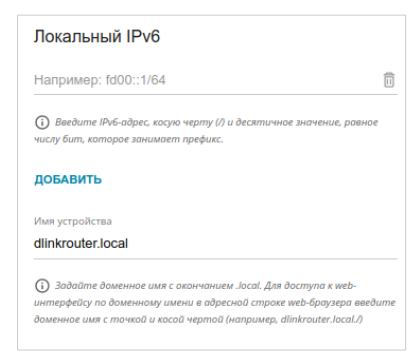 Локальный IPv6
Например: fd00::1/64
Введите IPv6-адрес, косую черту (/) и десятичное значение, равное
числу бит, которое занимает префикс.
ДОБАВИТЬ
Имя устройства
dlinkrouter.local
Задайте доменное имя с окончанием .local. Для доступа к web-
интерфейсу по доменному имени в адресной строке web-браузера введите
доменное имя с точкой и косой чертой (например, dlinkrouter.local./)